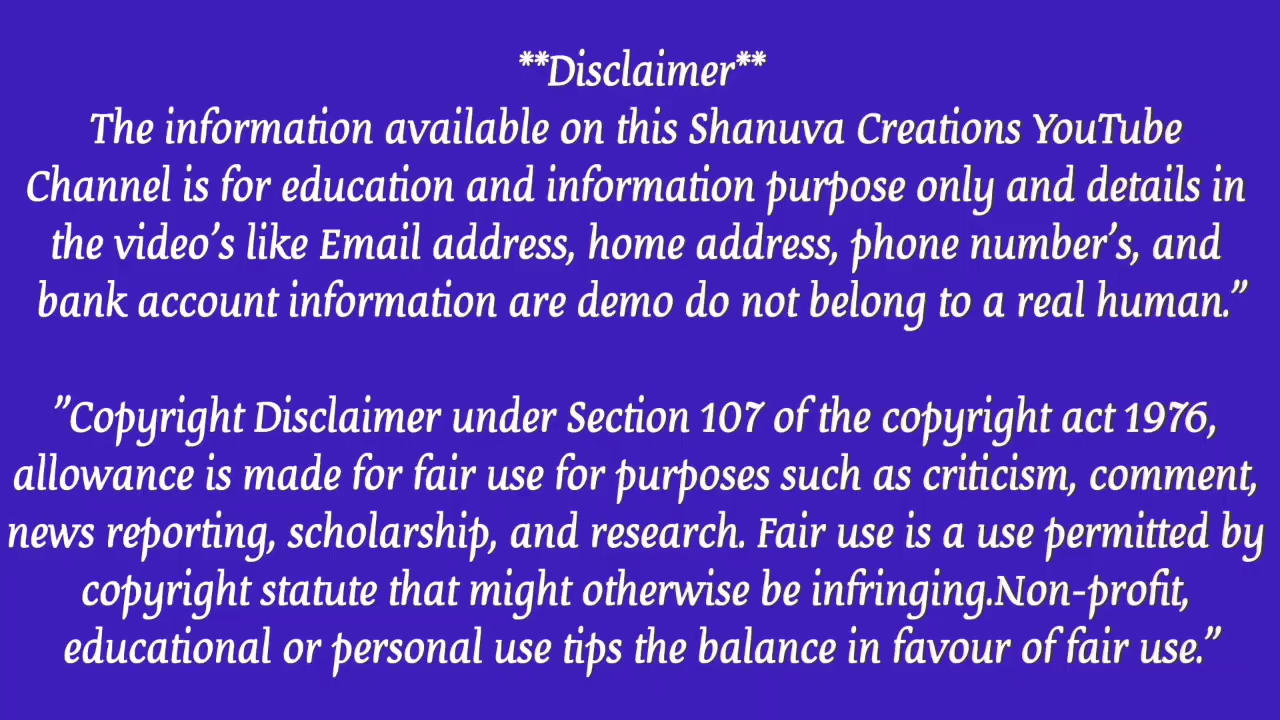 **Disclaimer**
The information available on this Shanuva Creations YouTube
Channel is for education and information purpose only and details in
the video’s like Email address, home address, phone number’s, and
bank account information are demo do not belong to a real human.”
”Copyright Disclaimer under Section 107 of the copyright act 1976,
allowance is made for fair use for purposes such as criticism, comment,
news reporting, scholarship, and research. Fair use is a use permitted by
copyright statute that might otherwise be infringing.Non-profit,
educational or personal use tips the balance in favour of fair use.”